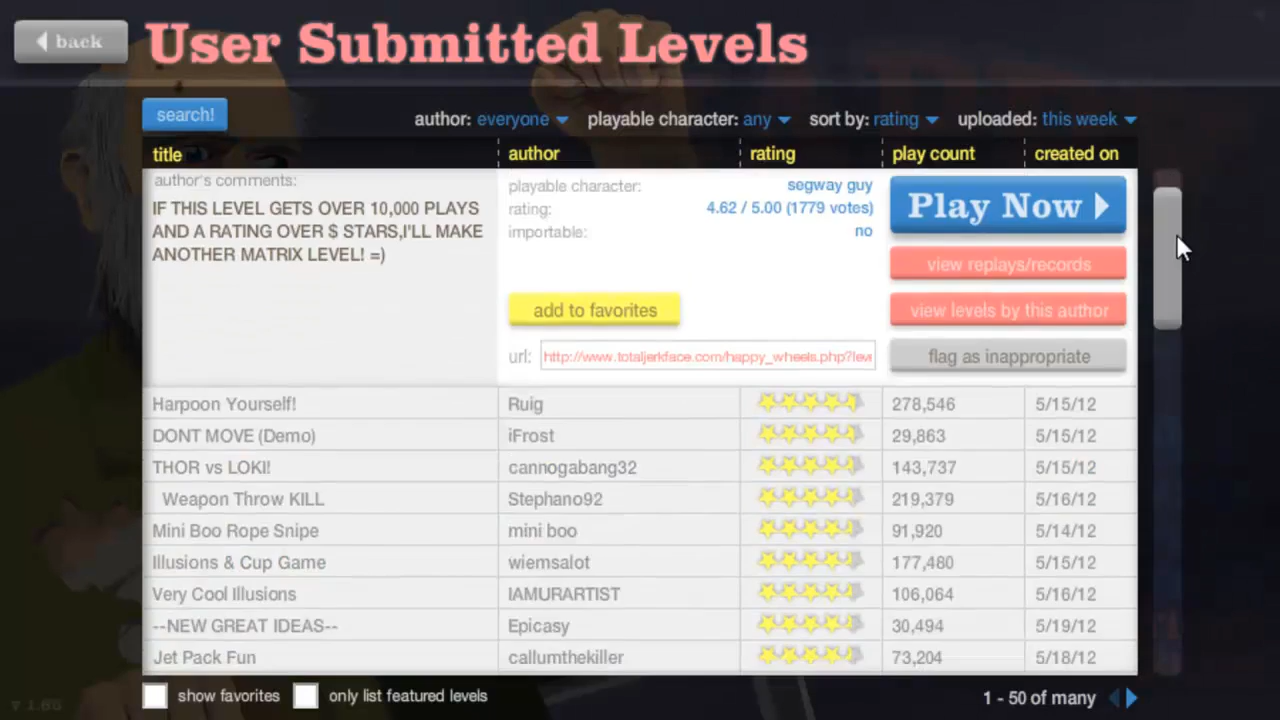 back
User Submitted Levels
search!
author: everyone playable character: any sort by: rating uploaded: this week
title author rating play count created on
author's comments:
IF THIS LEVEL GETS OVER 10,000 PLAYS
AND A RATING OVER $ STARS,I'LL MAKE
ANOTHER MATRIX LEVEL! =)
playable character: segway guy
rating: 4.62 / 5.00 (1779 votes)
importable: no
add to favorites
url: http://www.totaljerkface.com/happy_wheels.php?leve
Play Now
view replays/records
view levels by this author
flag as inappropriate
Harpoon Yourself! Ruig 278,546 5/15/12
DONT MOVE (Demo) iFrost 29,863 5/15/12
THOR vs LOKI! cannogabang32 143,737 5/15/12
Weapon Throw KILL Stephano92 219,379 5/16/12
Mini Boo Rope Snipe mini boo 91,920 5/14/12
Illusions & Cup Game wiemsalot 177,480 5/15/12
Very Cool Illusions IAMURARTIST 106,064 5/16/12
--NEW GREAT IDEAS-- Epicasy 30,494 5/19/12
Jet Pack Fun callumthekiller 73,204 5/18/12
show favorites only list featured levels 1 - 50 of many